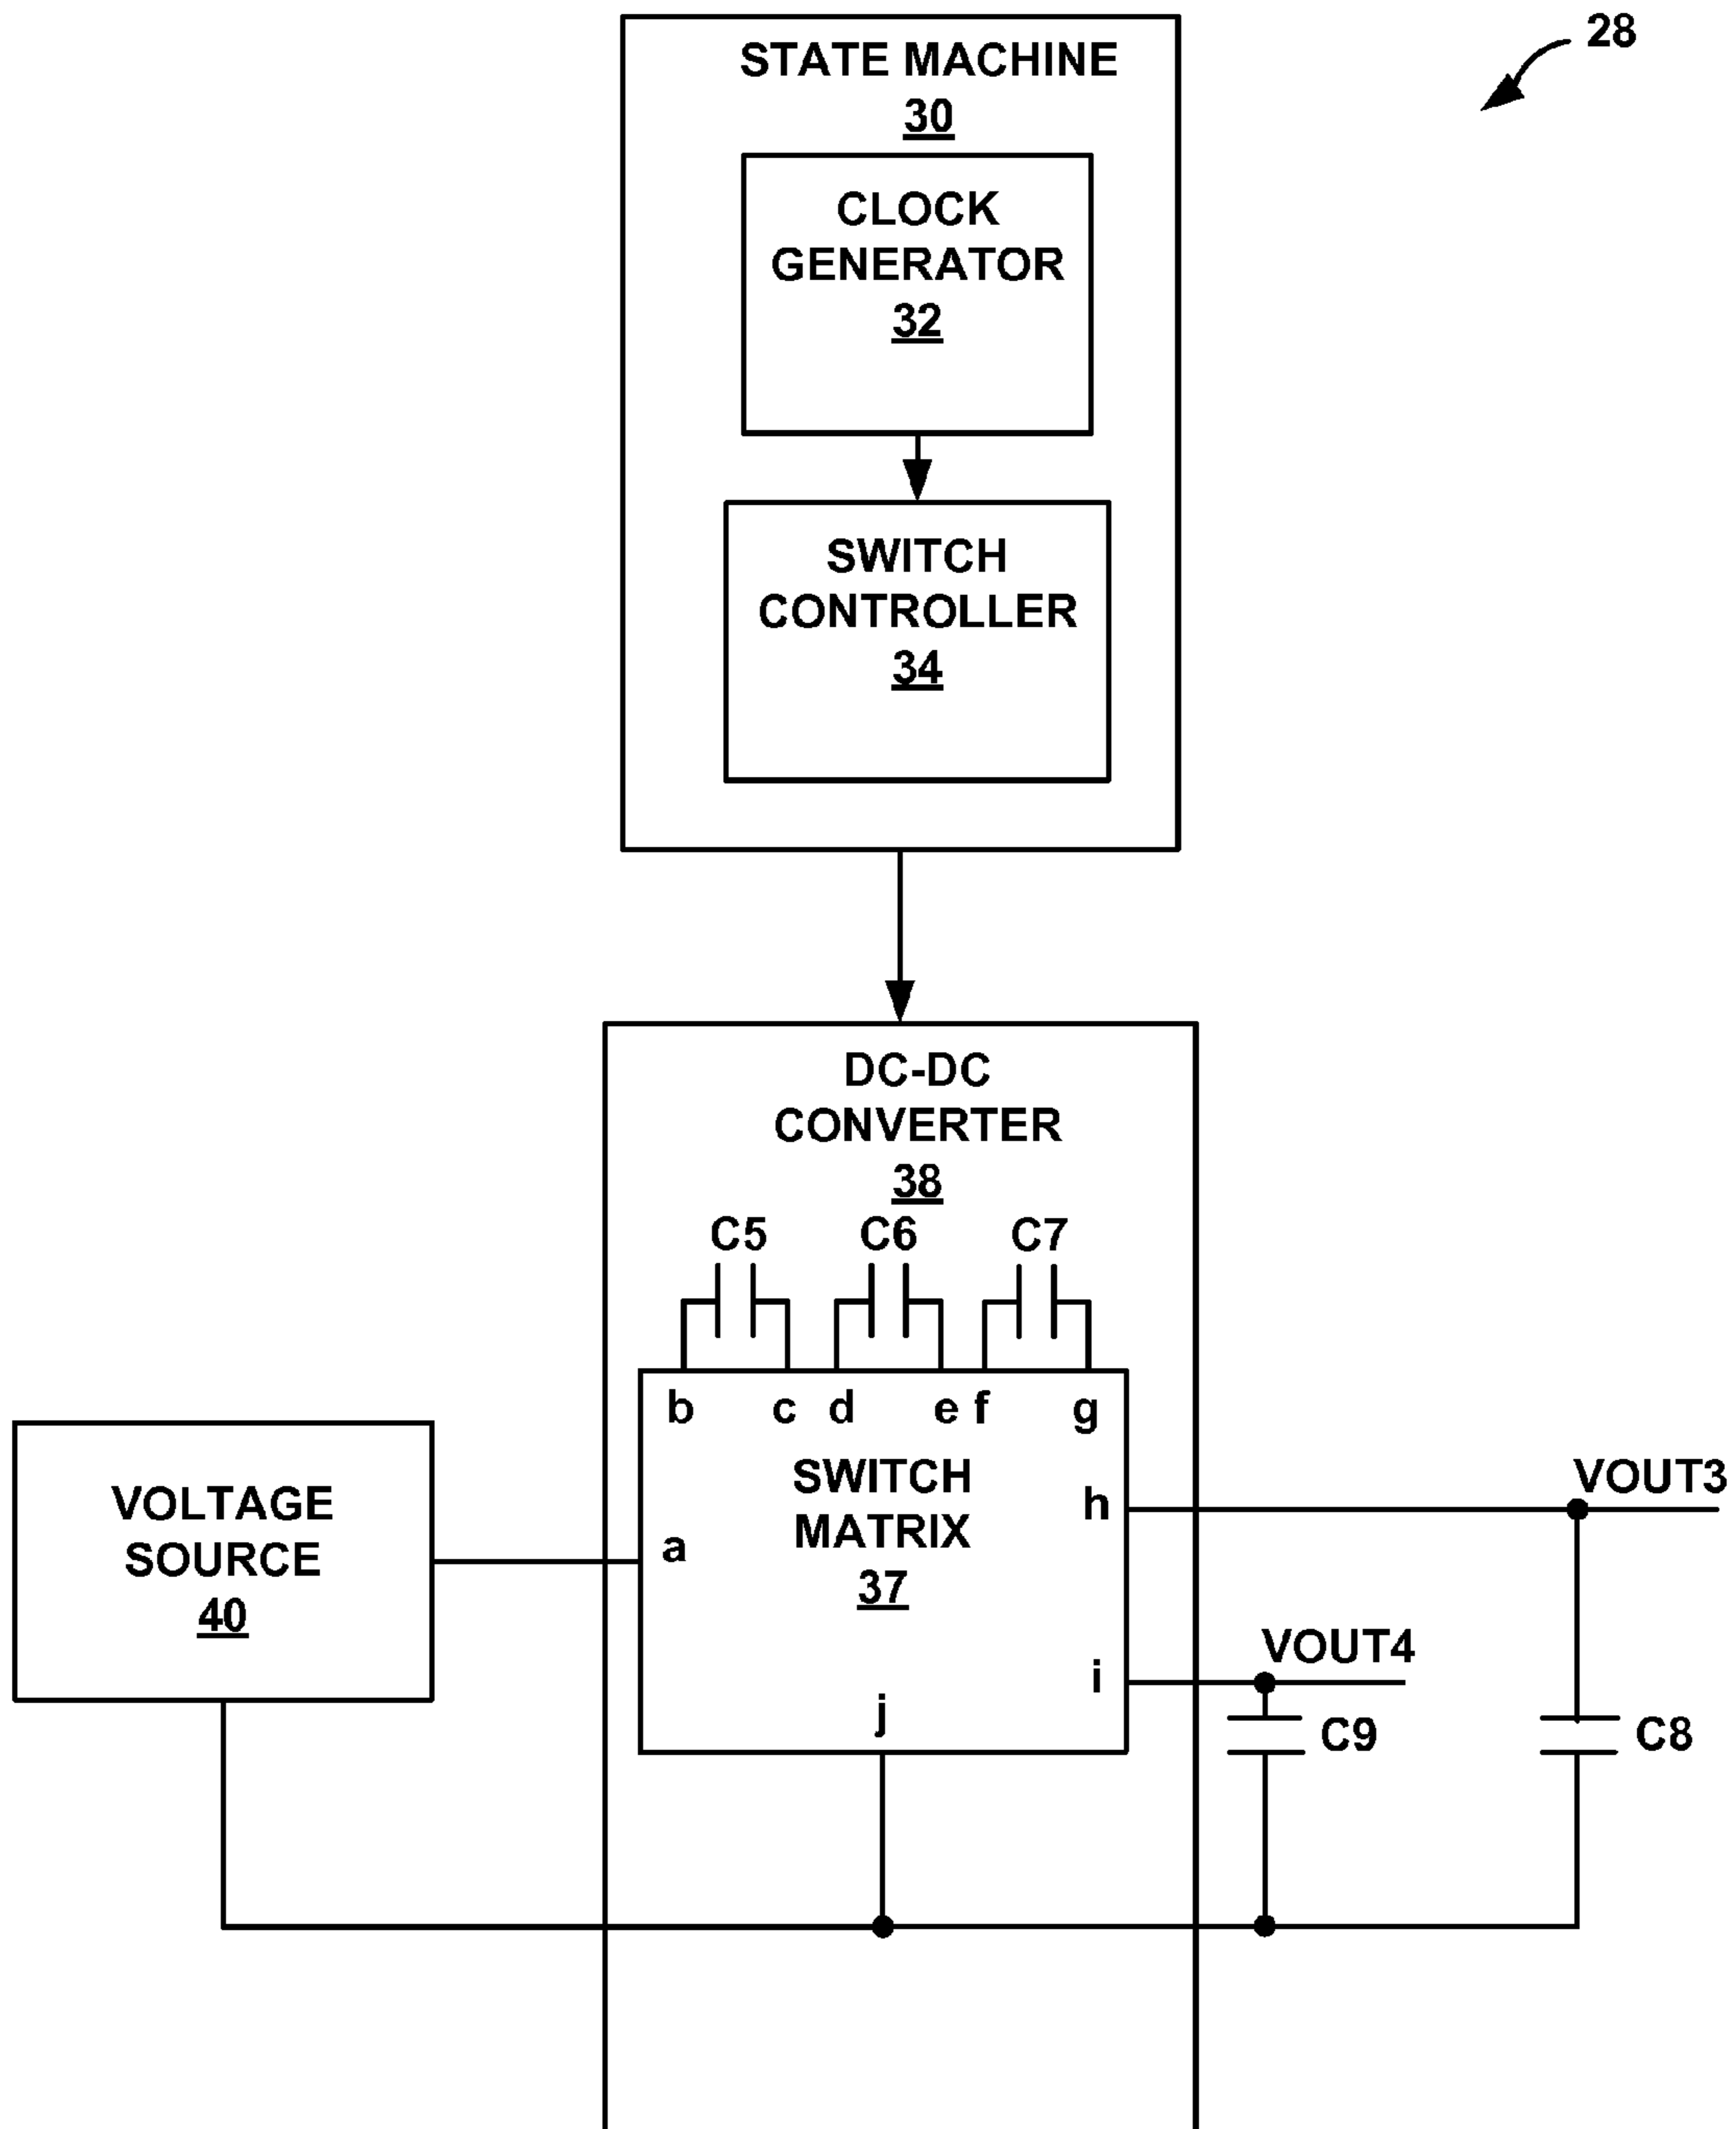 28
STATE MACHINE
30
CLOCK
GENERATOR
32
SWITCH
CONTROLLER
34
DC-DC
CONVERTER
38
C5 C6 C7
b c d e f g
SWITCH
MATRIX
37
a
h
i
j
VOLTAGE
SOURCE
40
VOUT3
VOUT4
C9
C8